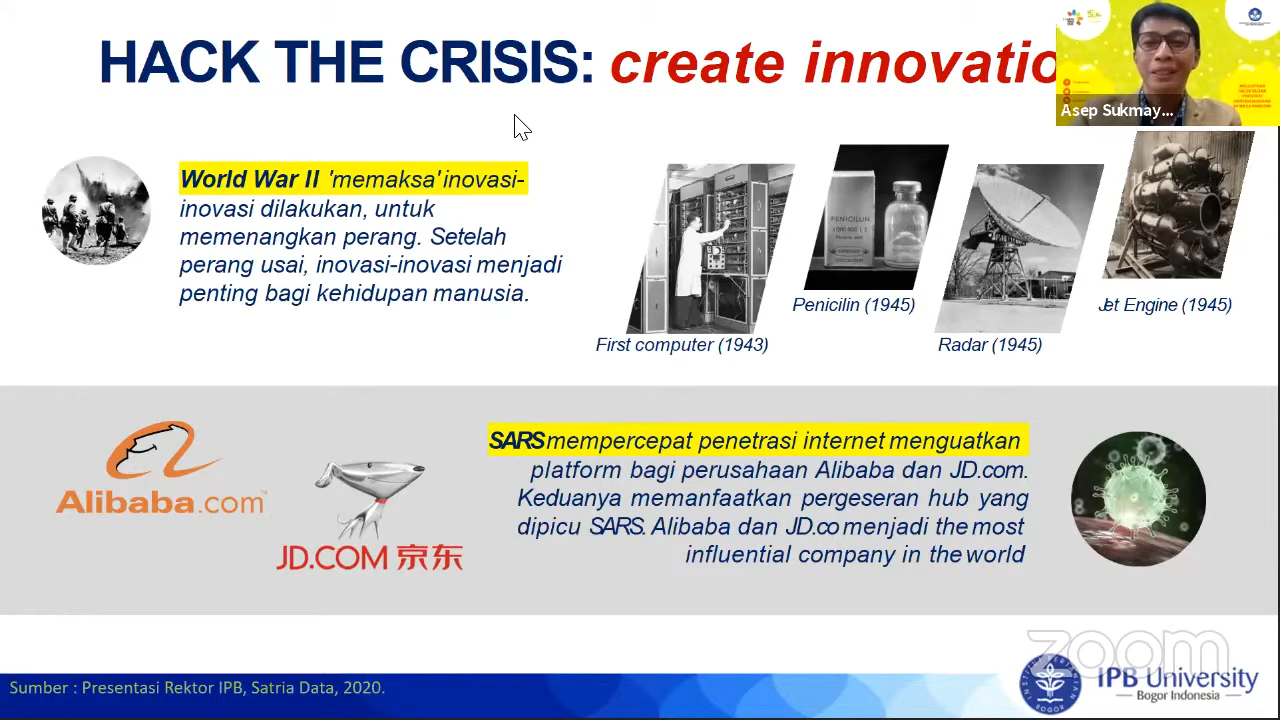 HACK THE CRISIS: create innovatio
Asep Sukmay...
World War II 'memaksa' inovasi-
inovasi dilakukan, untuk
memenangkan perang. Setelah
perang usai, inovasi-inovasi menjadi
penting bagi kehidupan manusia.
PENICILLIN
First computer (1943)
Penicilin (1945)
Radar (1945)
Jet Engine (1945)
Alibaba.com™
JD.COM 京东
SARS mempercepat penetrasi internet menguatkan
platform bagi perusahaan Alibaba dan JD.com.
Keduanya memanfaatkan pergeseran hub yang
dipicu SARS. Alibaba dan JD.co menjadi the most
influential company in the world
zoom
Sumber : Presentasi Rektor IPB, Satria Data, 2020.
IPB University
Bogor Indonesia